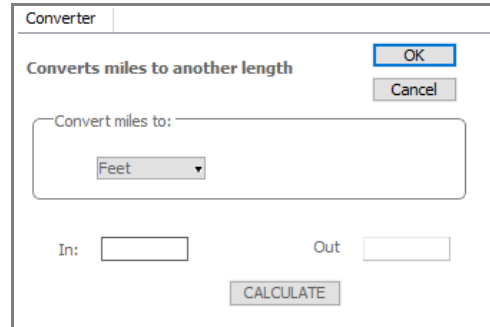 Converter
Converts miles to another length
OK
Cancel
Convert miles to:
Feet
In:
Out
CALCULATE